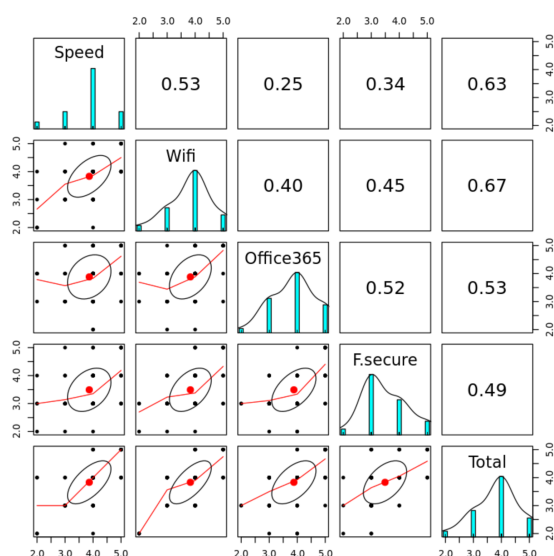 2.0 3.0 4.0 5.0 2.0 3.0 4.0 5.0
Speed 0.53 0.25 0.34 0.63 2.0 3.0 4.0 5.0
2.0 3.0 4.0 5.0 Wifi 0.40 0.45 0.67
Office365 0.52 0.53 2.0 3.0 4.0 5.0
2.0 3.0 4.0 5.0 F.secure 0.49
Total 2.0 3.0 4.0 5.0
2.0 3.0 4.0 5.0 2.0 3.0 4.0 5.0 2.0 3.0 4.0 5.0